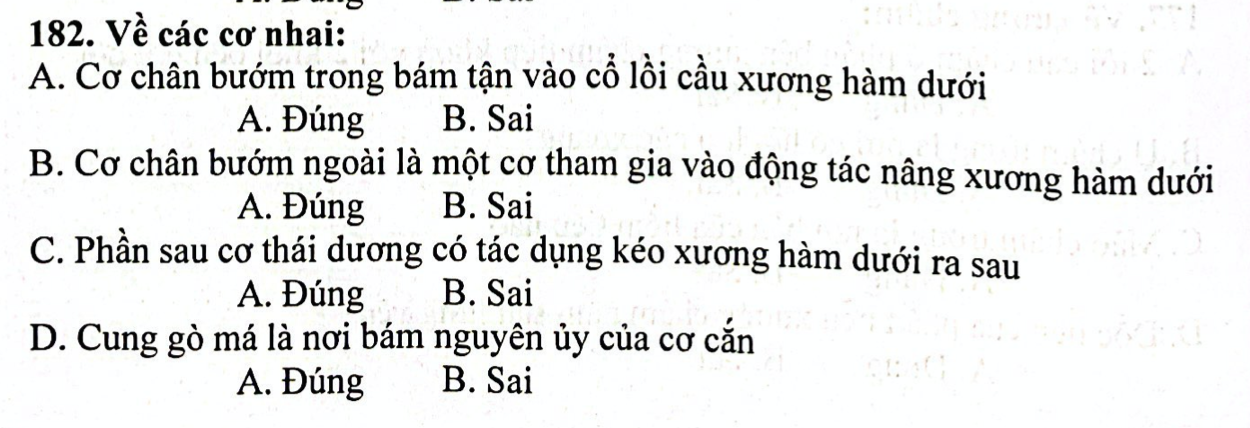 182. Về các cơ nhai:
A. Cơ chân bướm trong bám tận vào cổ lồi cầu xương hàm dưới
A. Đúng B. Sai
B. Cơ chân bướm ngoài là một cơ tham gia vào động tác nâng xương hàm dưới
A. Đúng B. Sai
C. Phần sau cơ thái dương có tác dụng kéo xương hàm dưới ra sau
A. Đúng B. Sai
D. Cung gò má là nơi bám nguyên ủy của cơ cắn
A. Đúng B. Sai